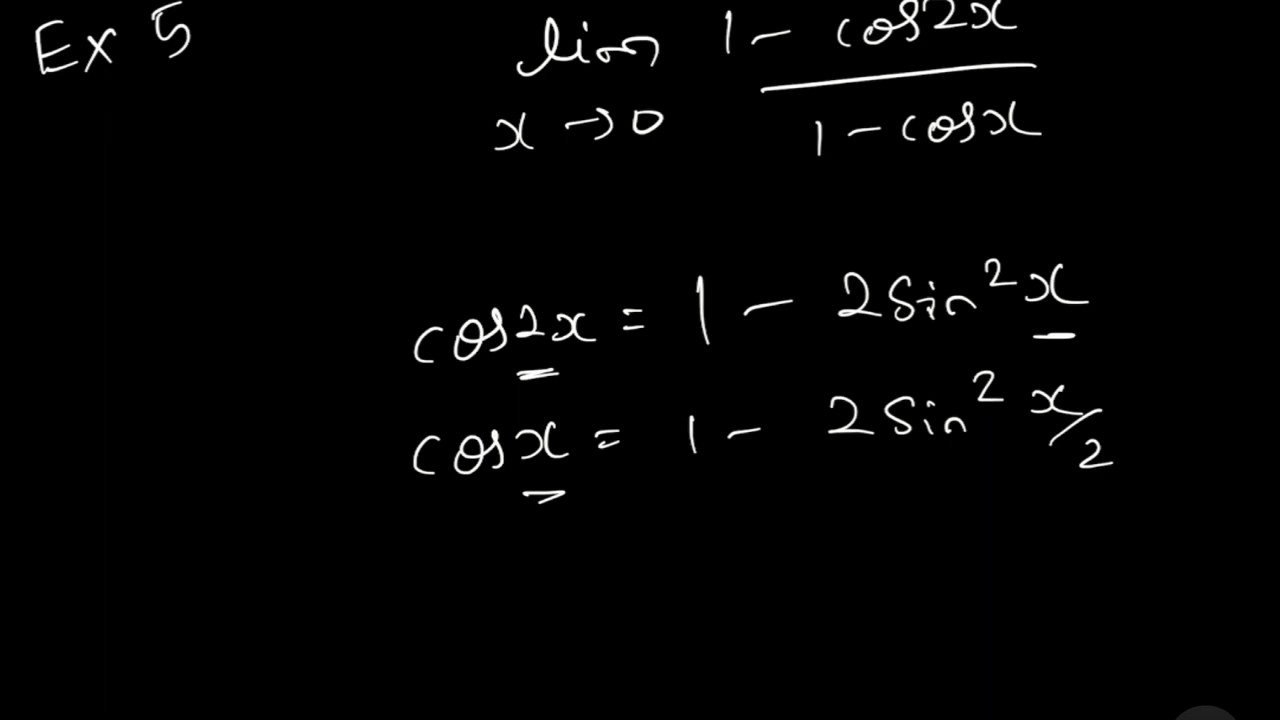 Ex 5
lim x→0 (1 - cos2x)/(1 - cosx)
cos2x = 1 - 2Sin²x
cosx = 1 - 2Sin² x/2